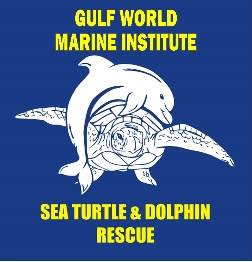 GULF WORLD
MARINE INSTITUTE
SEA TURTLE & DOLPHIN
RESCUE